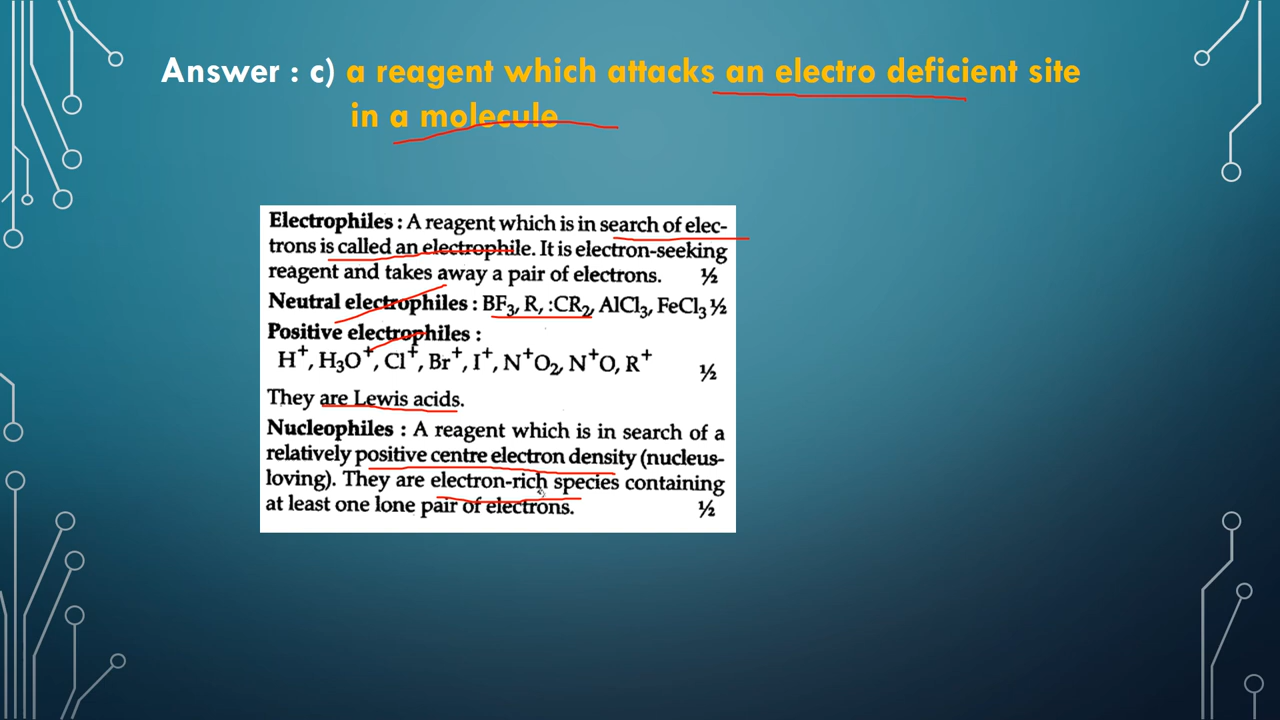 Answer : c) a reagent which attacks an electro deficient site
in a molecule
Electrophiles : A reagent which is in search of elec-
trons is called an electrophile. It is electron-seeking
reagent and takes away a pair of electrons. ½
Neutral electrophiles : BF₃, R, :CR₂, AlCl₃, FeCl₃ ½
Positive electrophiles :
H⁺, H₃O⁺, Cl⁺, Br⁺, I⁺, N⁺O₂, N⁺O, R⁺ ½
They are Lewis acids.
Nucleophiles : A reagent which is in search of a
relatively positive centre electron density (nucleus-
loving). They are electron-rich species containing
at least one lone pair of electrons. ½